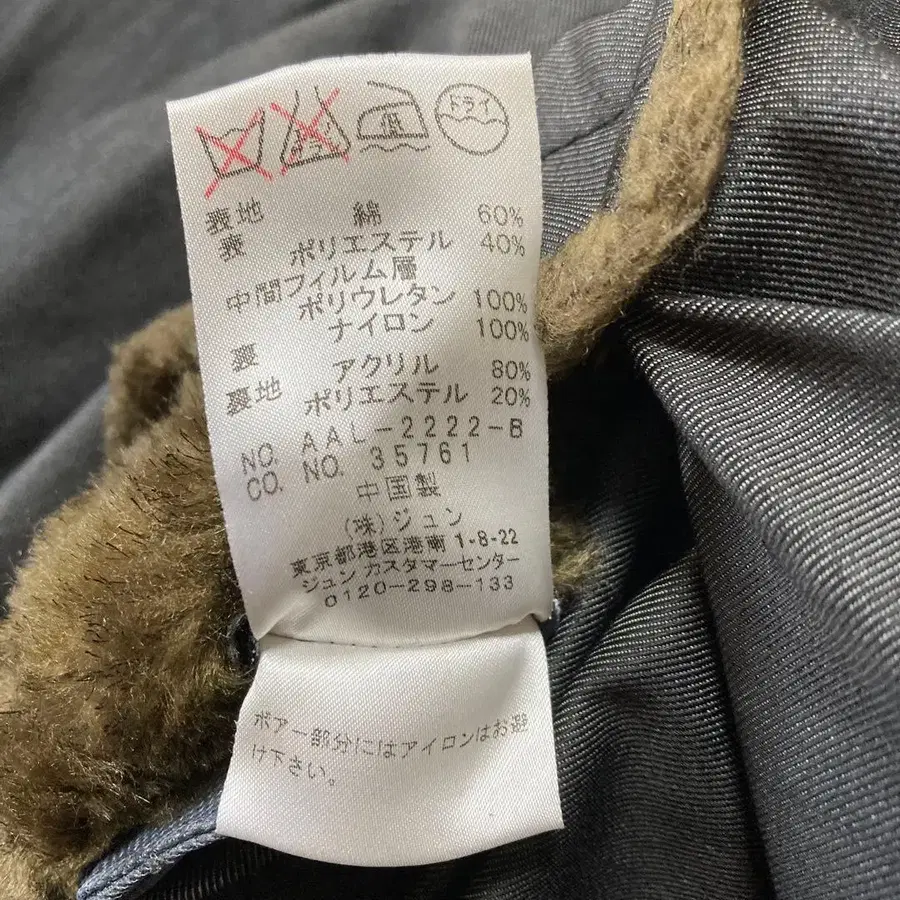 ドライ
表地 綿 60%
裏 ポリエステル 40%
中間フィルム層
ポリウレタン 100%
ナイロン 100%
裏 アクリル 80%
裏地 ポリエステル 20%
NO. AAL-2222-B
CO. NO. 35761
中国製
(株)ジュン
東京都港区港南1-8-22
ジュンカスタマーセンター
0120-298-133
ボアー部分にはアイロンはお避
け下さい。